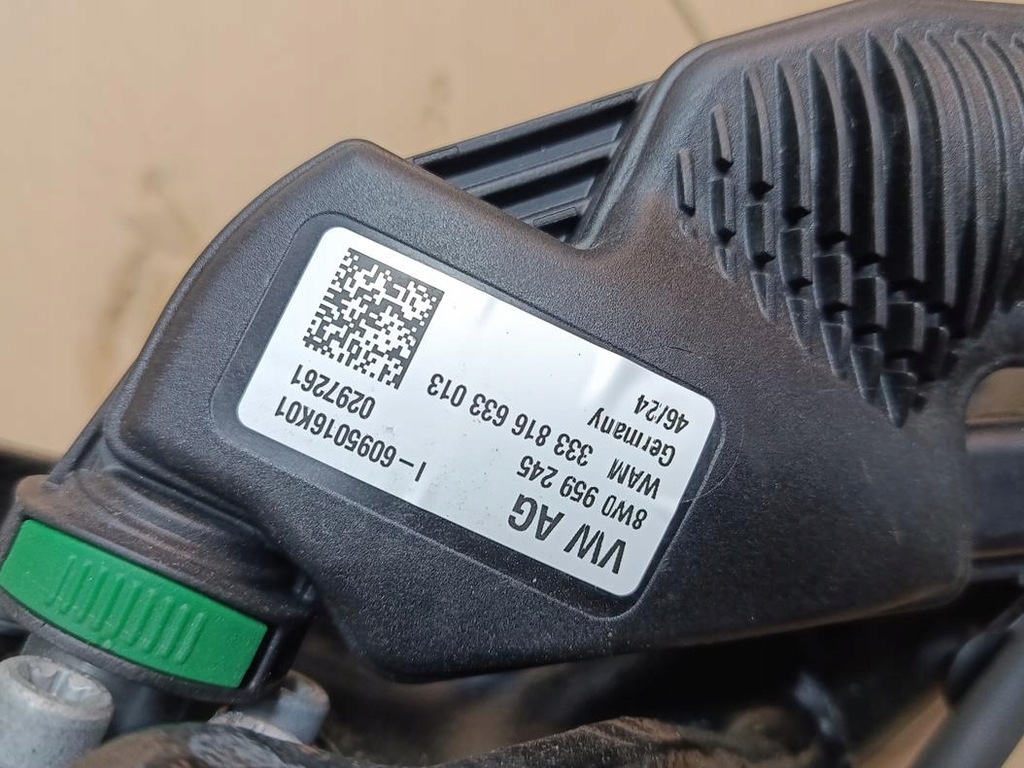 VW AG
8W0 959 245
WAM 333 816 633 013
Germany
46/24
I-6095016K01
0297261